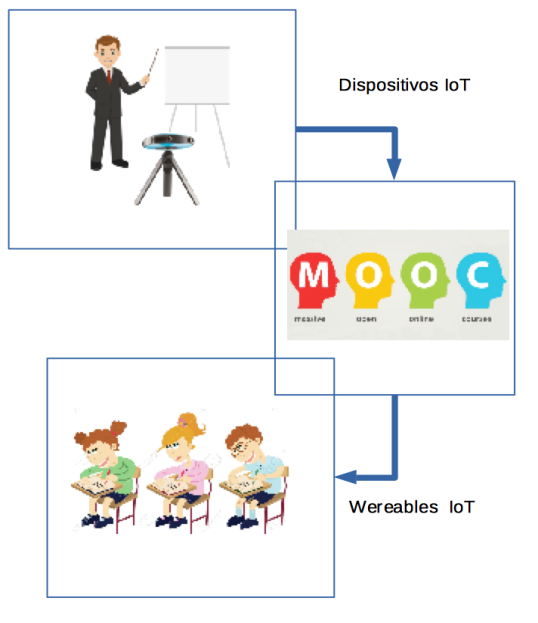 Dispositivos IoT
MOOC
massive open online courses
Wereables IoT